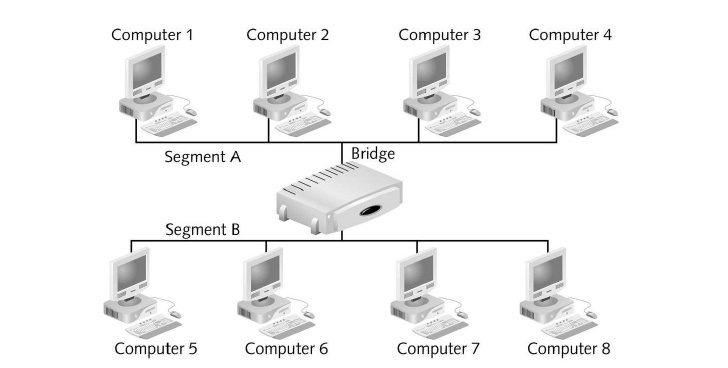 Computer 1
Computer 2
Computer 3
Computer 4
Segment A
Bridge
Segment B
Computer 5
Computer 6
Computer 7
Computer 8